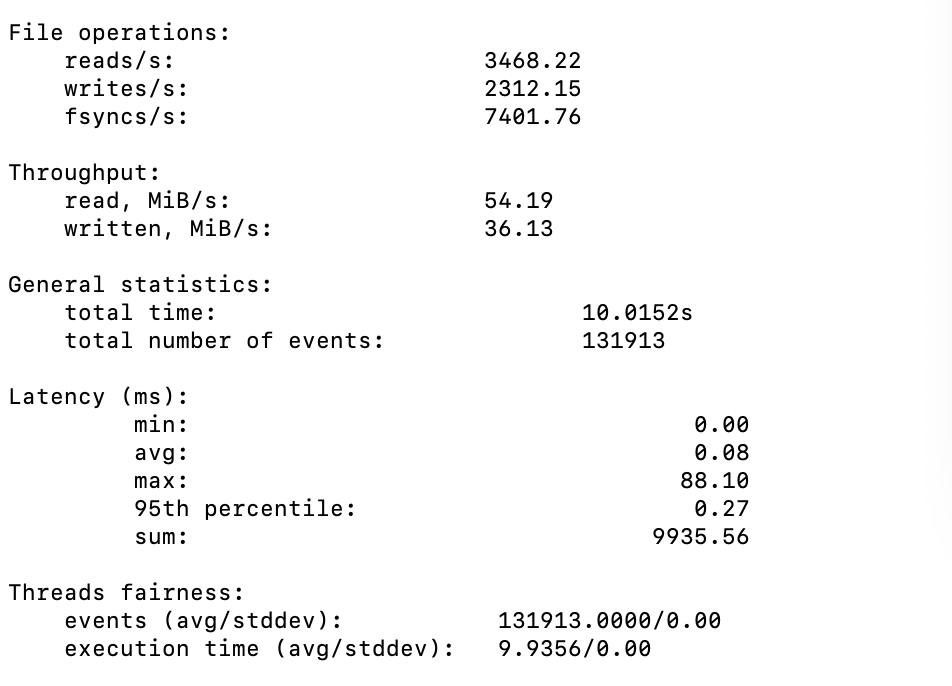 File operations:
    reads/s:                      3468.22
    writes/s:                     2312.15
    fsyncs/s:                     7401.76

Throughput:
    read, MiB/s:                  54.19
    written, MiB/s:               36.13

General statistics:
    total time:                          10.0152s
    total number of events:              131913

Latency (ms):
         min:                                    0.00
         avg:                                    0.08
         max:                                   88.10
         95th percentile:                        0.27
         sum:                                 9935.56

Threads fairness:
    events (avg/stddev):           131913.0000/0.00
    execution time (avg/stddev):   9.9356/0.00